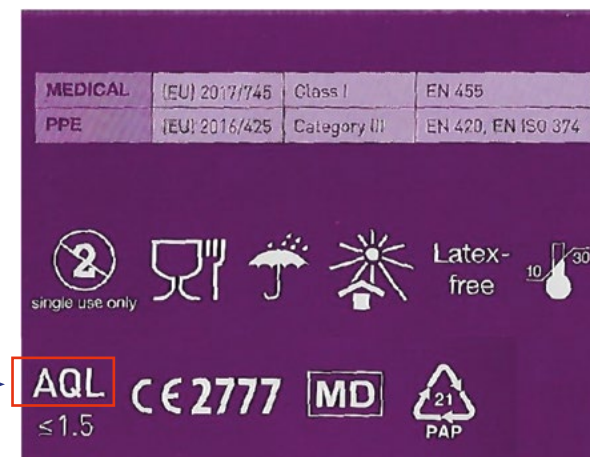 MEDICAL (EU) 2017/745 Class I EN 455
PPE (EU) 2016/425 Category III EN 420, EN ISO 374
2
single use only
Latex-
free
10 30
AQL
≤1.5
CE 2777 MD
21
PAP